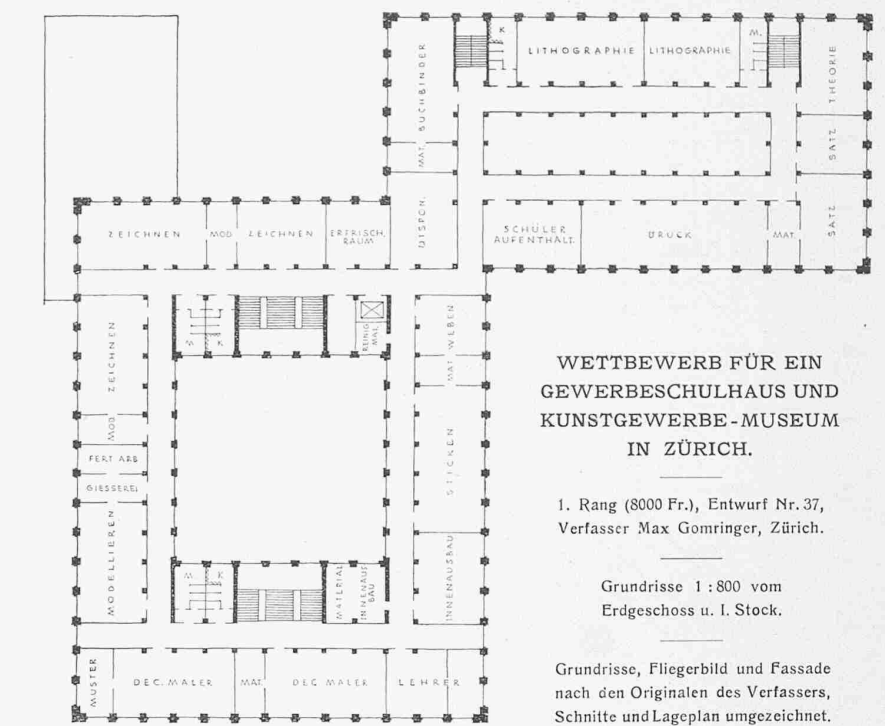 BUCHBINDER
K
LITHOGRAPHIE
LITHOGRAPHIE
M.
THEORIE
MAT.
SATZ
DISPON.
SCHÜLER
AUFENTHALT.
DRUCK
MAT.
SATZ
ZEICHNEN
MOD
ZEICHNEN
ERFRISCH.
RAUM
M.
K
REINIG
MAT.
WEBEN
MAT
ZEICHNEN
MOD
FERT ARB
GIESSEREI
STICKEN
MODELLIEREN
M.
K
MATERIAL
INNENAUS
BAU
INNENAUSBAU
MUSTER
DEC. MALER
MAT.
DEC MALER
LEHRER
WETTBEWERB FÜR EIN
GEWERBESCHULHAUS UND
KUNSTGEWERBE-MUSEUM
IN ZÜRICH.
1. Rang (8000 Fr.), Entwurf Nr. 37,
Verfasser Max Gomringer, Zürich.
Grundrisse 1 : 800 vom
Erdgeschoss u. I. Stock.
Grundrisse, Fliegerbild und Fassade
nach den Originalen des Verfassers,
Schnitte und Lageplan umgezeichnet.